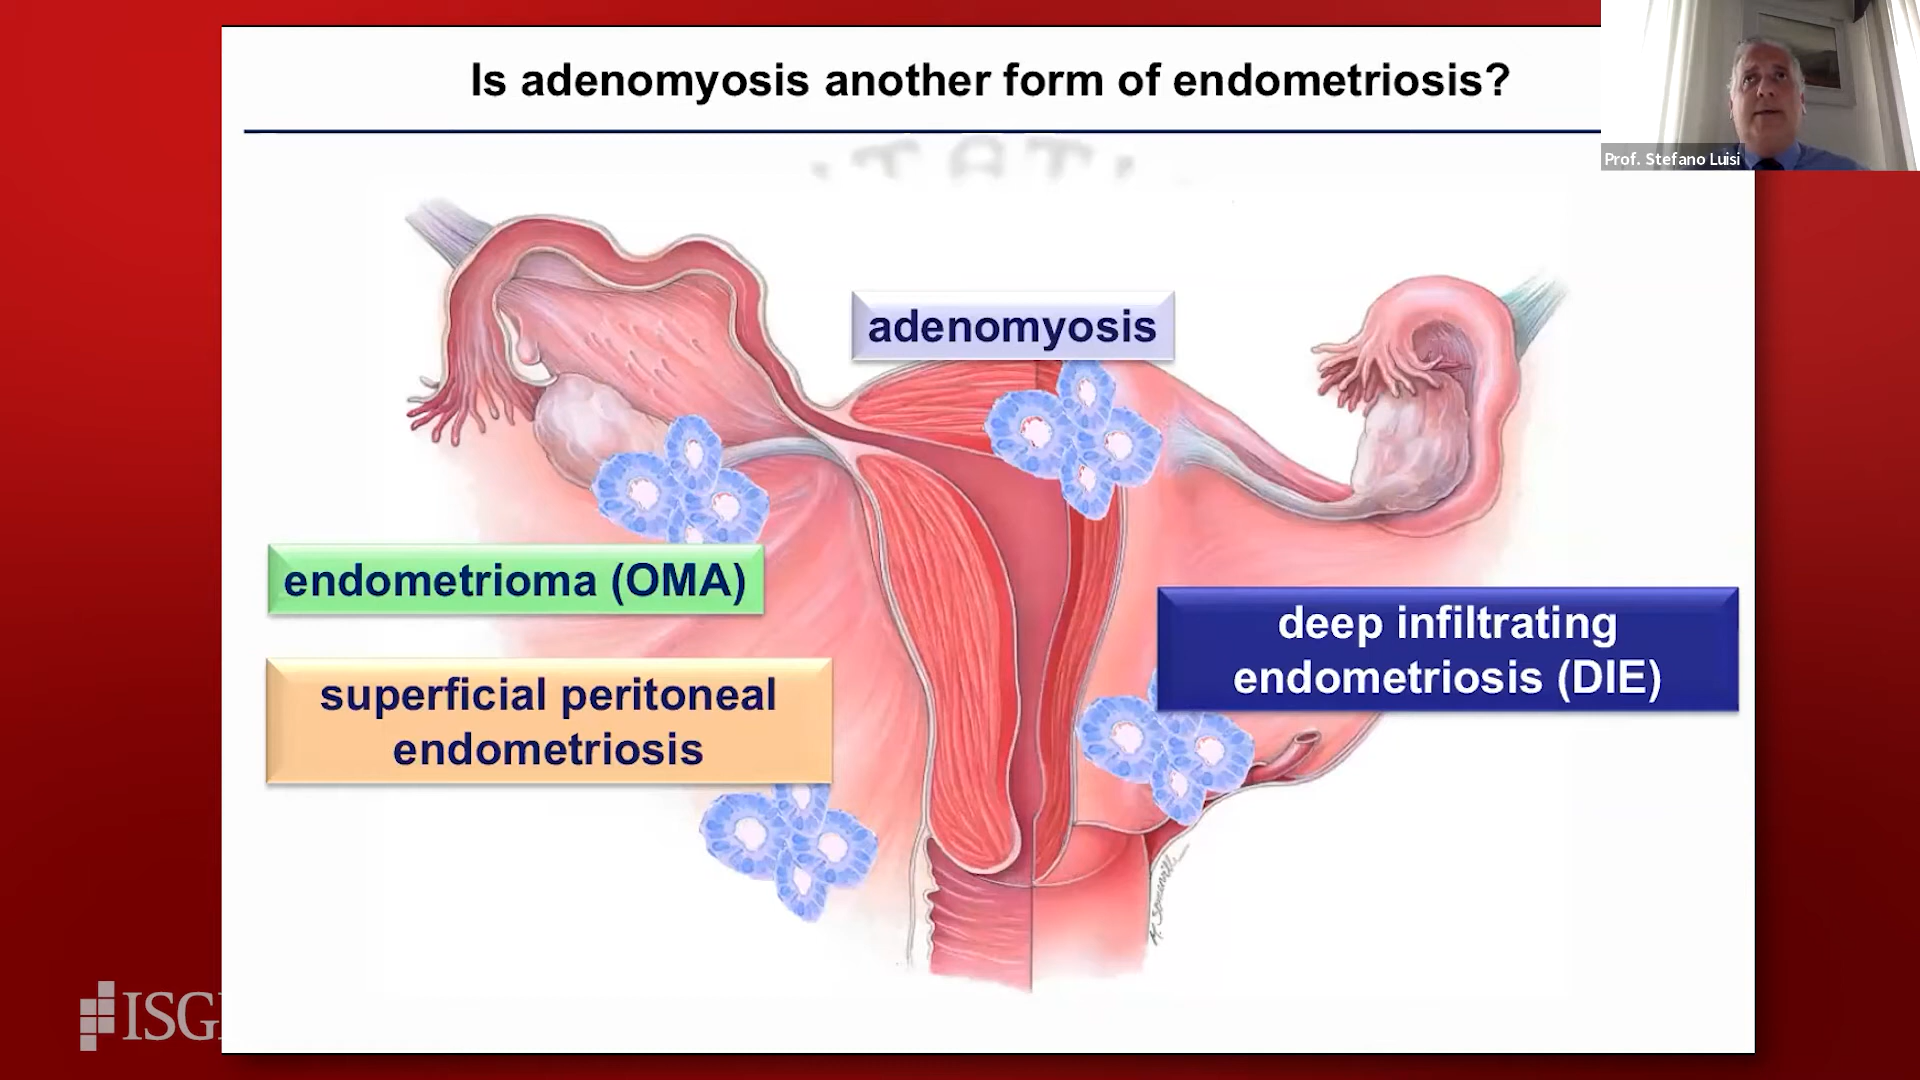 Is adenomyosis another form of endometriosis?
Prof. Stefano Luisi
adenomyosis
endometrioma (OMA)
deep infiltrating
endometriosis (DIE)
superficial peritoneal
endometriosis
ISG